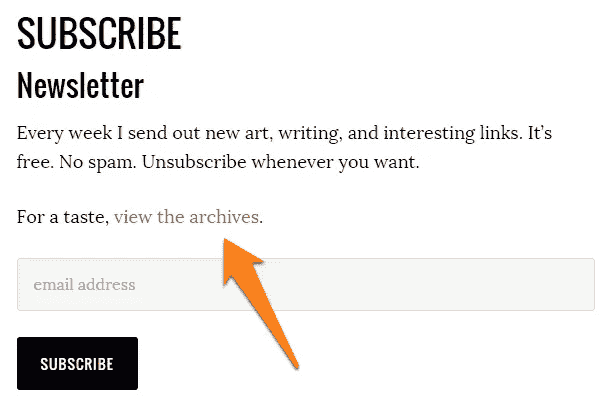 SUBSCRIBE
Newsletter
Every week I send out new art, writing, and interesting links. It’s
free. No spam. Unsubscribe whenever you want.
For a taste, view the archives.
email address
SUBSCRIBE